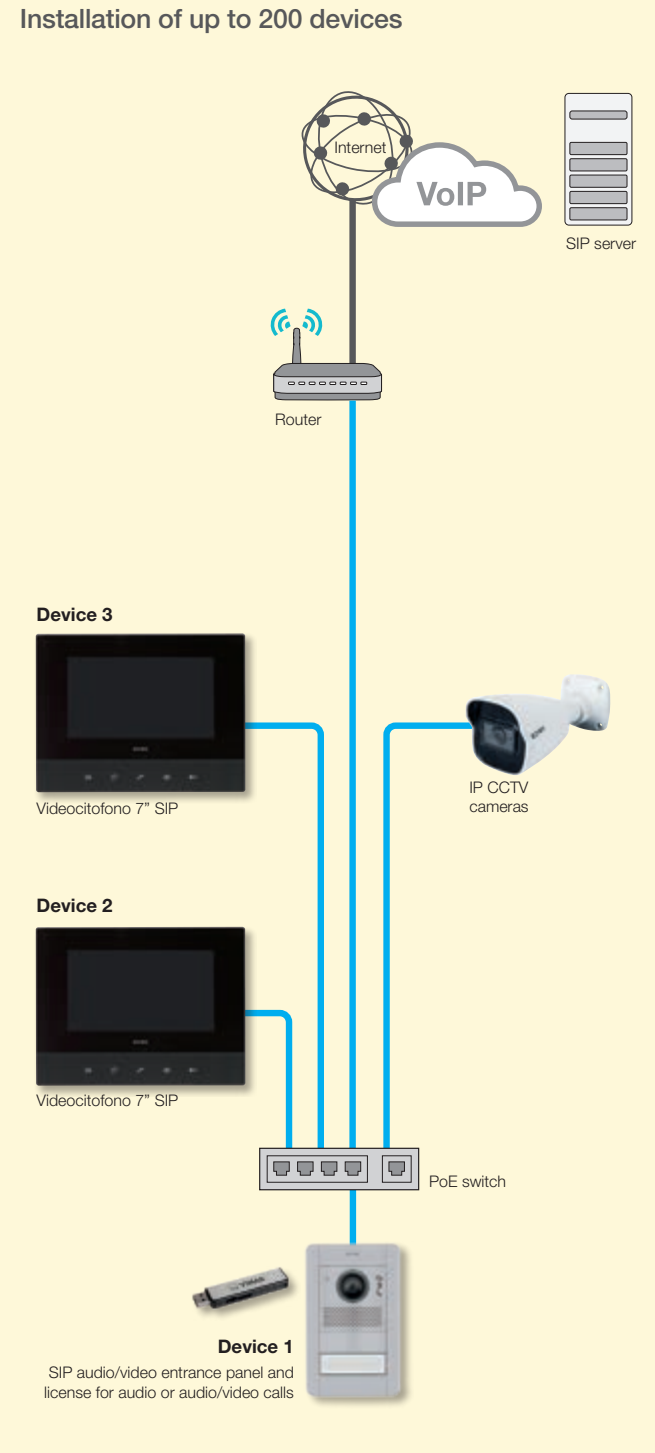 Installation of up to 200 devices
Internet
VoIP
SIP server
Router
Device 3
Videocitofono 7” SIP
IP CCTV
cameras
Device 2
Videocitofono 7” SIP
PoE switch
VIMAR
Device 1
SIP audio/video entrance panel and
license for audio or audio/video calls